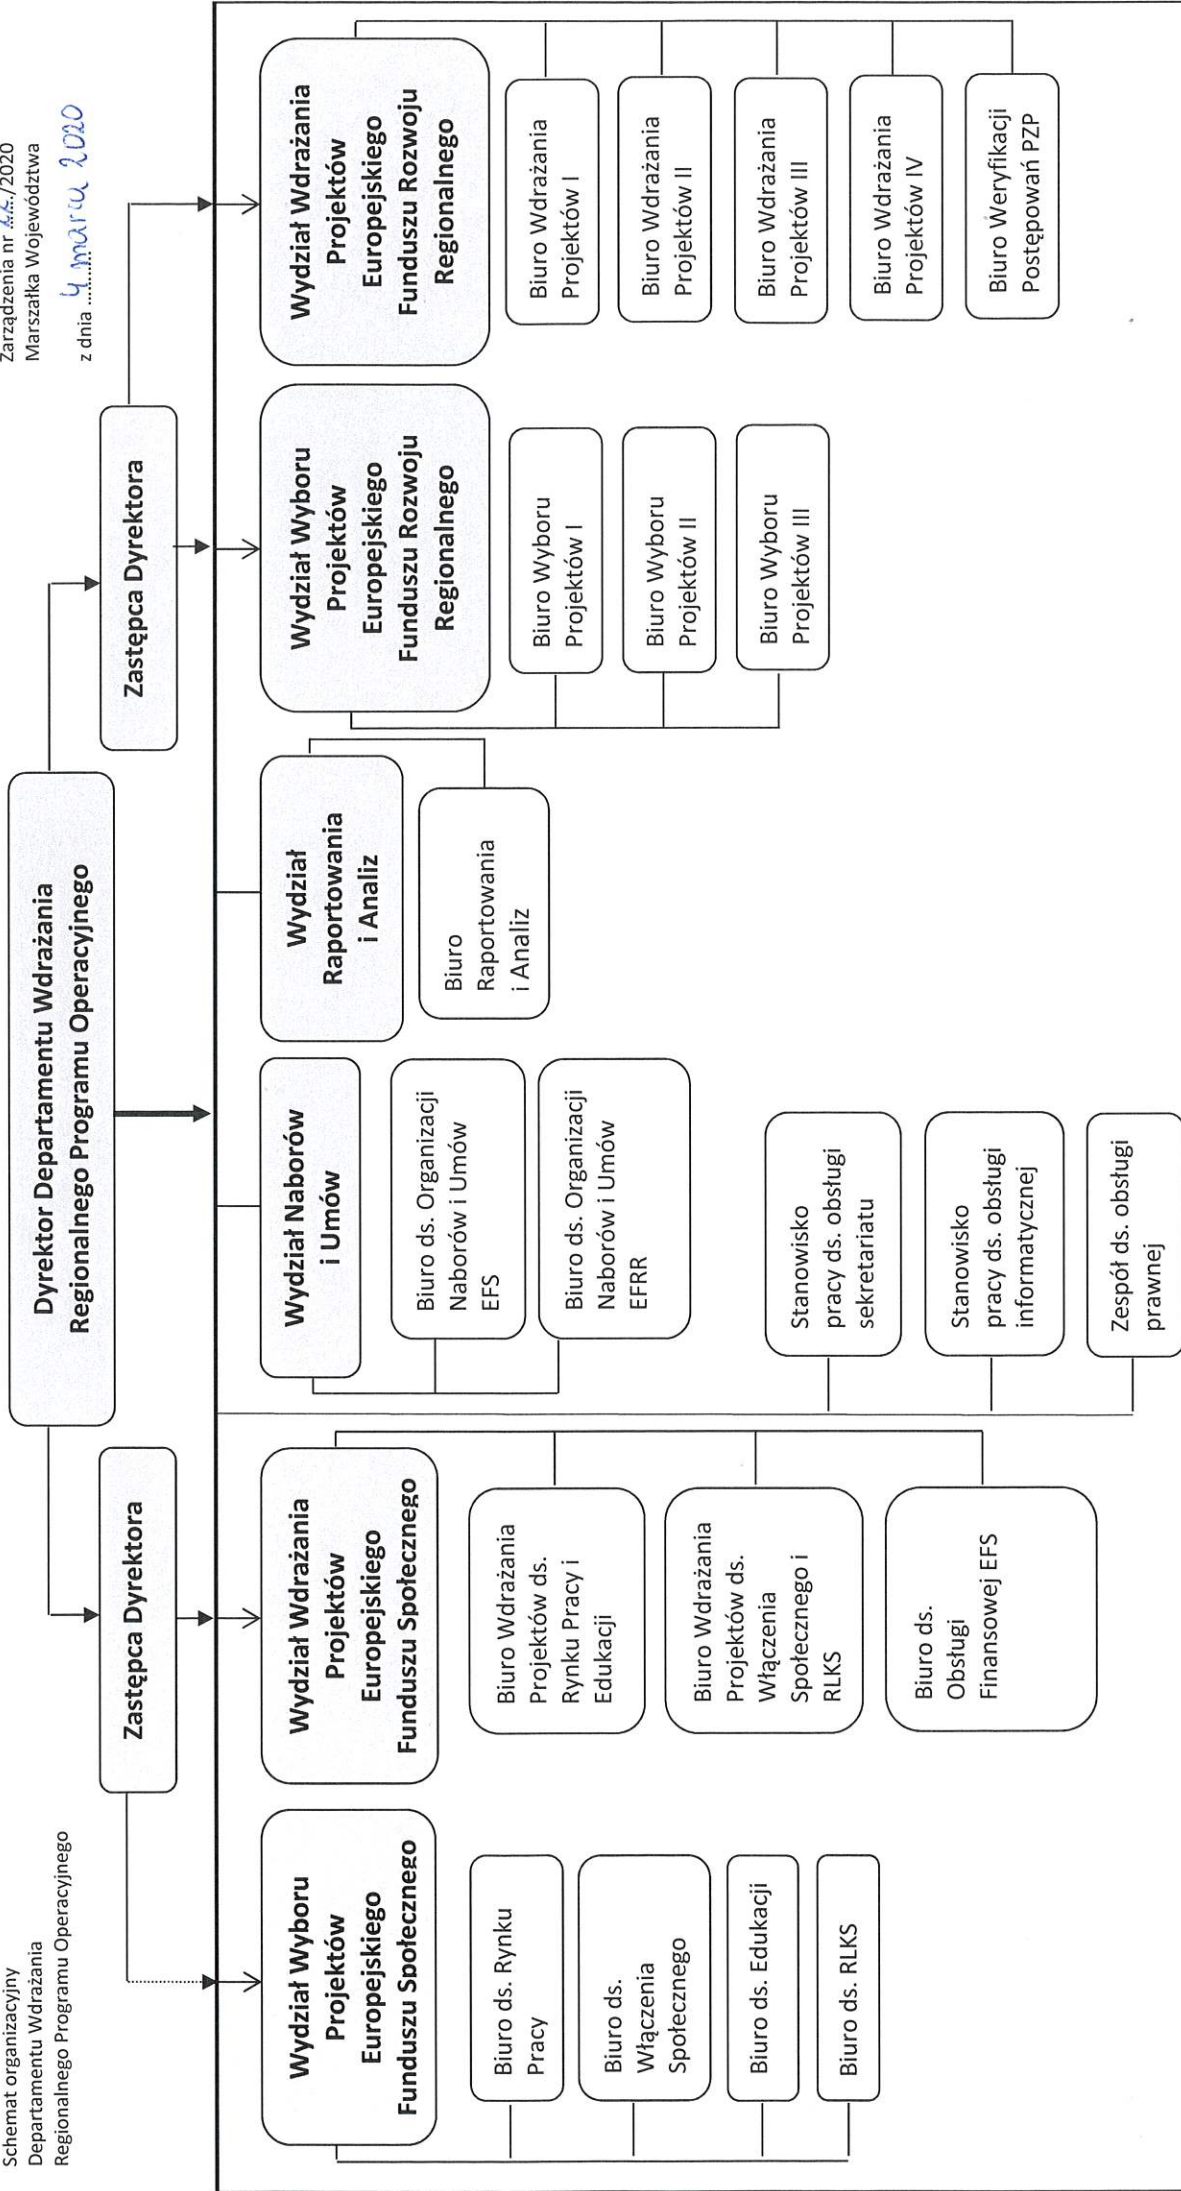 Schemat organizacyjny
Departamentu Wdrażania
Regionalnego Programu Operacyjnego
Zarządzenia nr /2020
Marszałka Województwa
z dnia 4 marca 2020
Dyrektor Departamentu Wdrażania
Regionalnego Programu Operacyjnego
Zastępca Dyrektora
Zastępca Dyrektora
Wydział Wyboru
Projektów
Europejskiego
Funduszu Społecznego
Biuro ds. Rynku
Pracy
Biuro ds.
Włączenia
Społecznego
Biuro ds. Edukacji
Biuro ds. RLKS
Wydział Wdrażania
Projektów
Europejskiego
Funduszu Społecznego
Biuro Wdrażania
Projektów ds.
Rynku Pracy i
Edukacji
Biuro Wdrażania
Projektów ds.
Włączenia
Społecznego i
RLKS
Biuro ds.
Obsługi
Finansowej EFS
Wydział Naborów
i Umów
Biuro ds. Organizacji
Naborów i Umów
EFS
Biuro ds. Organizacji
Naborów i Umów
EFRR
Stanowisko
pracy ds. obsługi
sekretariatu
Stanowisko
pracy ds. obsługi
informatycznej
Zespół ds. obsługi
prawnej
Wydział
Raportowania
i Analiz
Biuro
Raportowania
i Analiz
Wydział Wyboru
Projektów
Europejskiego
Funduszu Rozwoju
Regionalnego
Biuro Wyboru
Projektów I
Biuro Wyboru
Projektów II
Biuro Wyboru
Projektów III
Wydział Wdrażania
Projektów
Europejskiego
Funduszu Rozwoju
Regionalnego
Biuro Wdrażania
Projektów I
Biuro Wdrażania
Projektów II
Biuro Wdrażania
Projektów III
Biuro Wdrażania
Projektów IV
Biuro Weryfikacji
Postępowań PZP